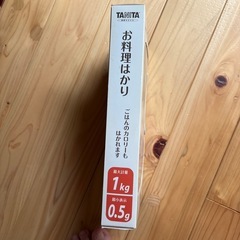 TANITA
お料理はかり
ごはんのカロリーも
はかれます
最大計量
1kg
最小表示
0.5g